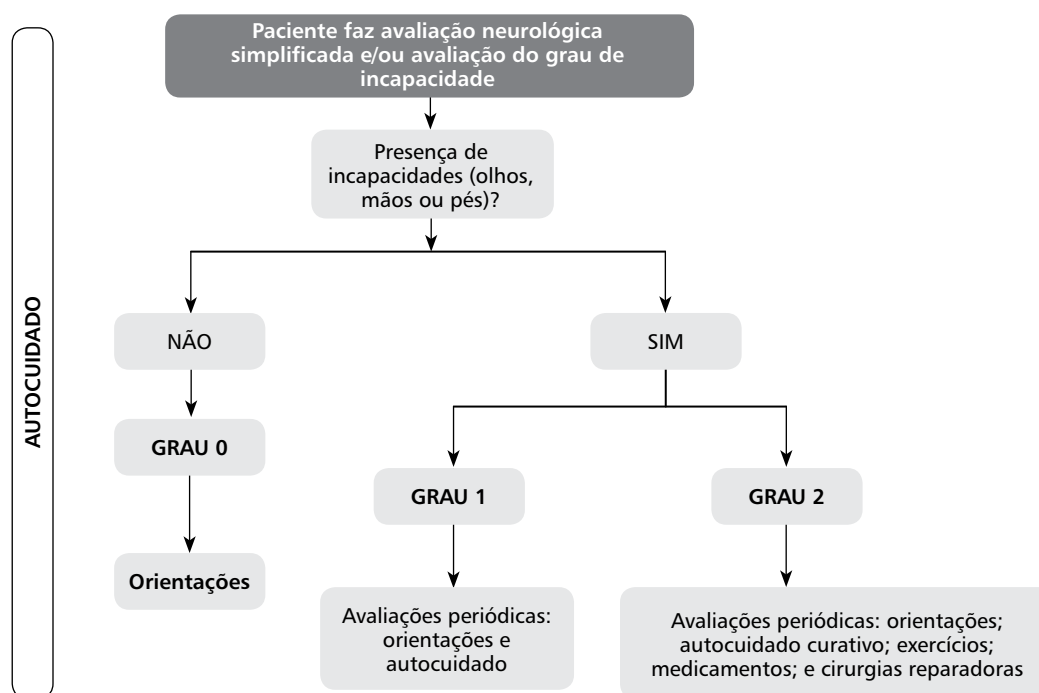 AUTOCUIDADO
Paciente faz avaliação neurológica
simplificada e/ou avaliação do grau de
incapacidade
Presença de
incapacidades (olhos,
mãos ou pés)?
NÃO
SIM
GRAU 0
GRAU 1
GRAU 2
Orientações
Avaliações periódicas:
orientações e
autocuidado
Avaliações periódicas: orientações;
autocuidado curativo; exercícios;
medicamentos; e cirurgias reparadoras